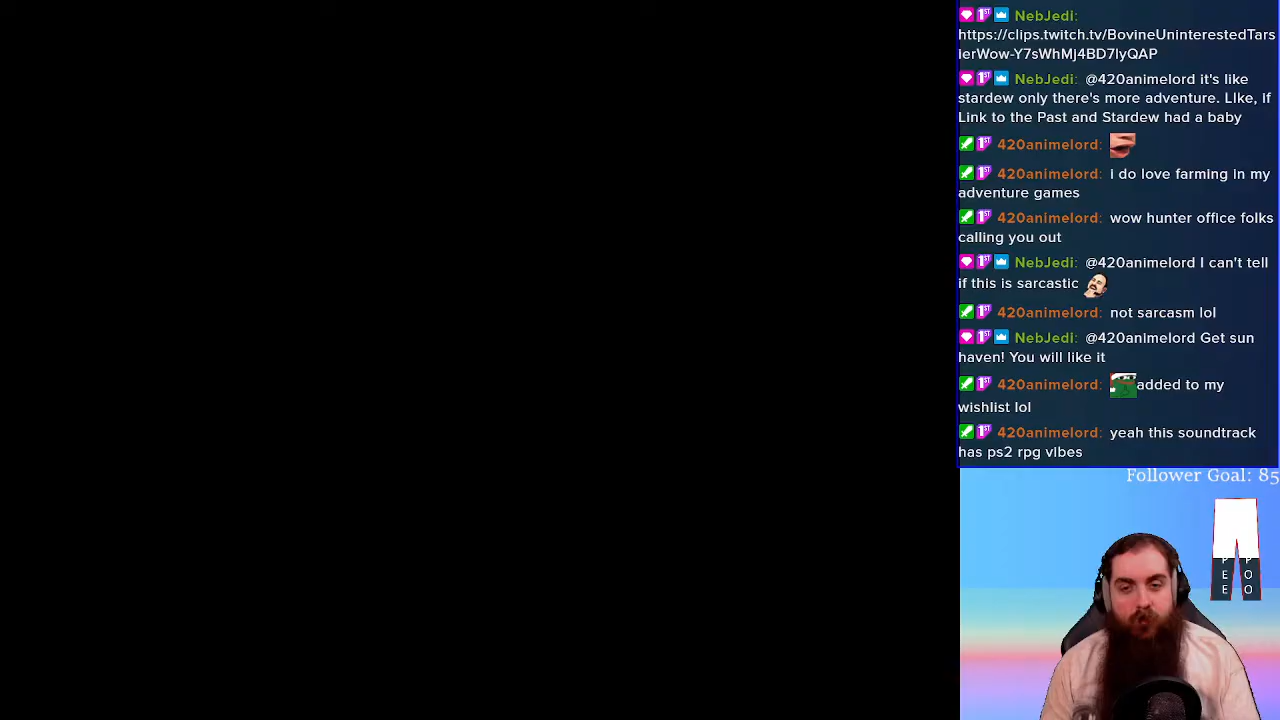 NebJedi:
https://clips.twitch.tv/BovineUninterestedTars
ierWow-Y7sWhMj4BD7lyQAP
NebJedi: @420animelord it's like
stardew only there's more adventure. LIke, if
Link to the Past and Stardew had a baby
420animelord:
420animelord: i do love farming in my
adventure games
420animelord: wow hunter office folks
calling you out
NebJedi: @420animelord I can't tell
if this is sarcastic
420animelord: not sarcasm lol
NebJedi: @420animelord Get sun
haven! You will like it
420animelord: added to my
wishlist lol
420animelord: yeah this soundtrack
has ps2 rpg vibes
Follower Goal: 85
P P
E O
E O